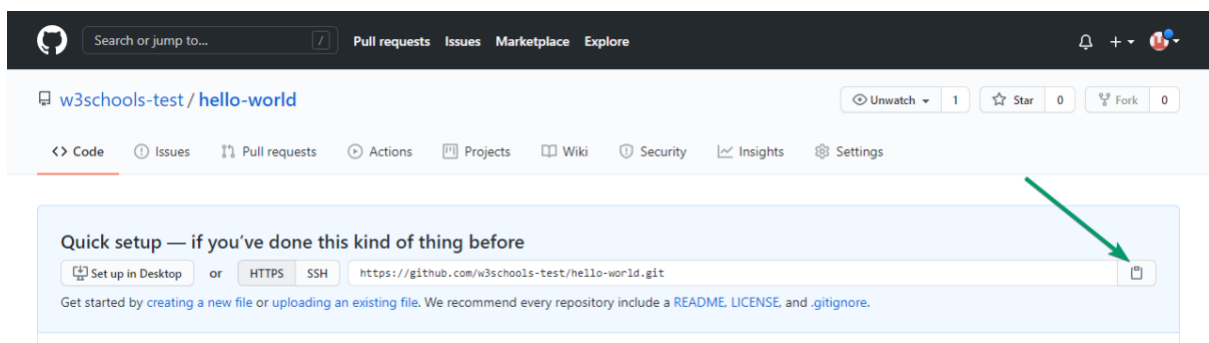 Search or jump to... / Pull requests Issues Marketplace Explore
w3schools-test / hello-world Unwatch 1 Star 0 Fork 0
<> Code Issues Pull requests Actions Projects Wiki Security Insights Settings
Quick setup — if you've done this kind of thing before
Set up in Desktop or HTTPS SSH https://github.com/w3schools-test/hello-world.git
Get started by creating a new file or uploading an existing file. We recommend every repository include a README, LICENSE, and .gitignore.